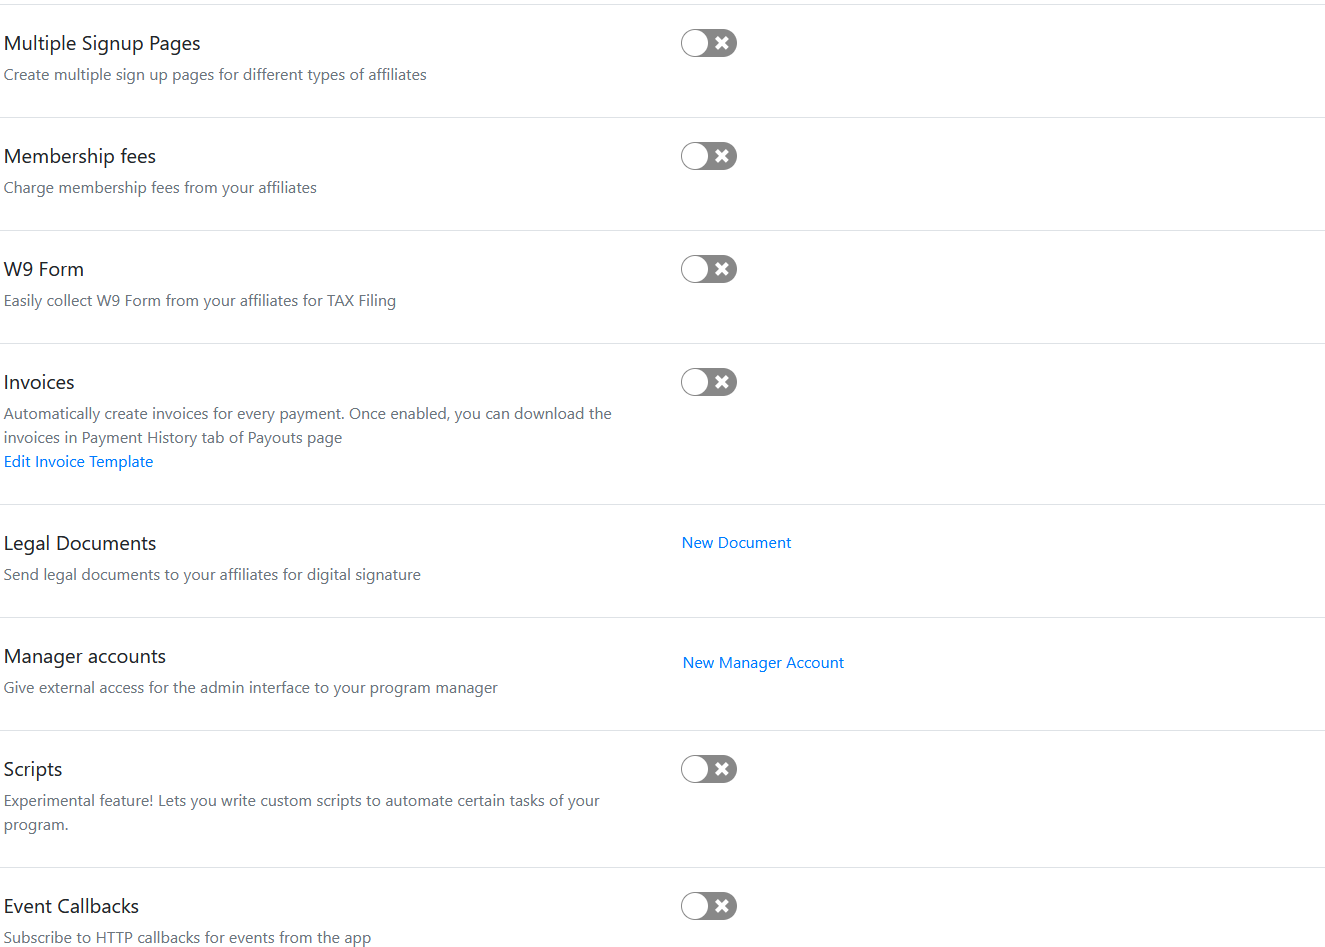 Multiple Signup Pages
Create multiple sign up pages for different types of affiliates
Membership fees
Charge membership fees from your affiliates
W9 Form
Easily collect W9 Form from your affiliates for TAX Filing
Invoices
Automatically create invoices for every payment. Once enabled, you can download the
invoices in Payment History tab of Payouts page
Edit Invoice Template
Legal Documents
New Document
Send legal documents to your affiliates for digital signature
Manager accounts
New Manager Account
Give external access for the admin interface to your program manager
Scripts
Experimental feature! Lets you write custom scripts to automate certain tasks of your
program.
Event Callbacks
Subscribe to HTTP callbacks for events from the app